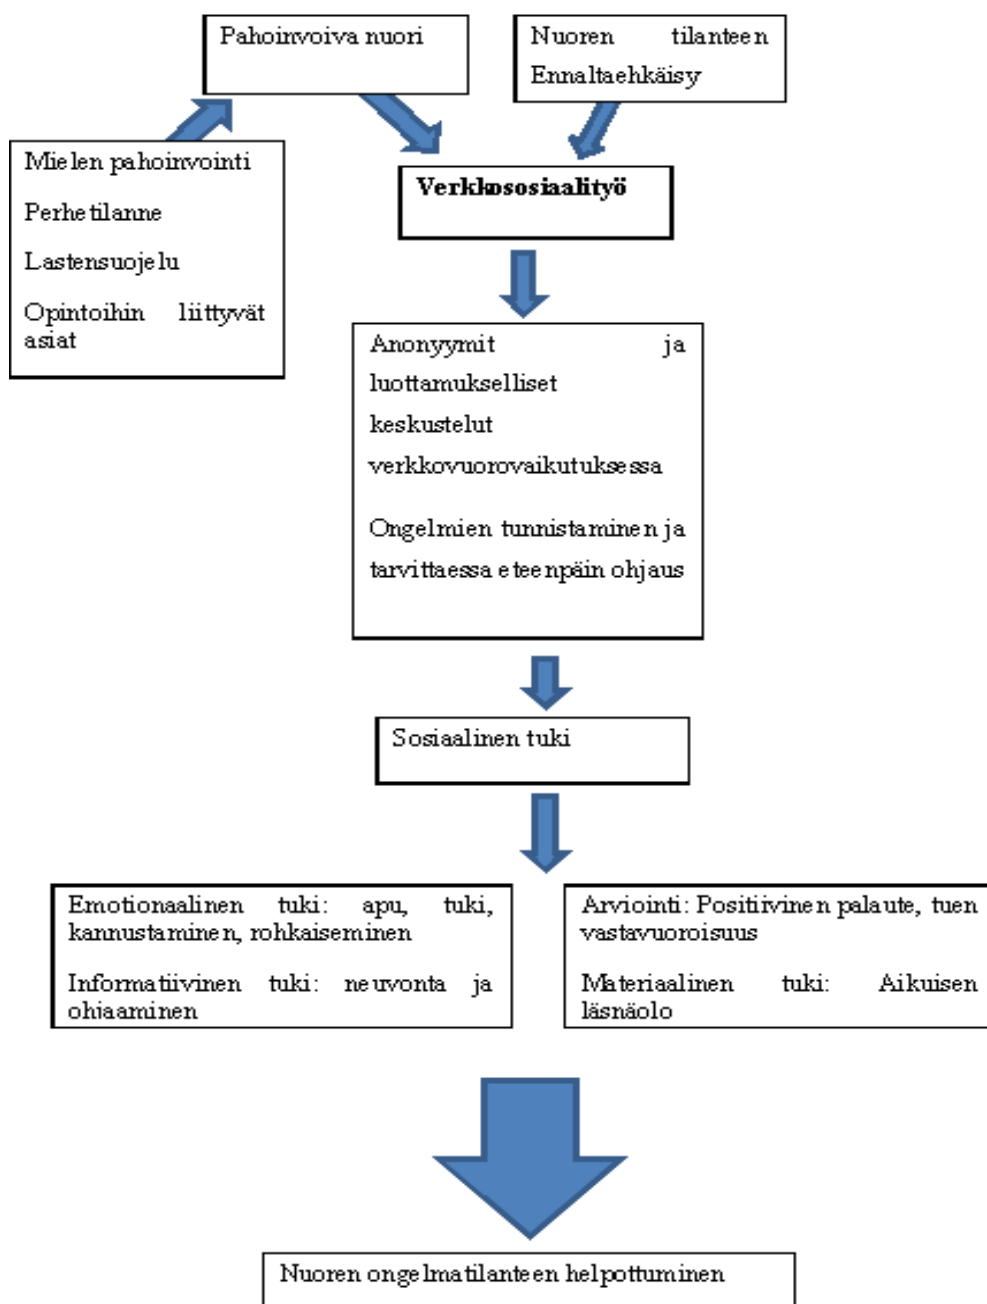 Pahoinvoiva nuori
Nuoren tilanteen
Ennaltaehkäisy
Mielen pahoinvointi
Perhetilanne
Lastensuojelu
Opintoihin liittyvät
asiat
Verkkososiaalityö
Anonyymit ja
luottamukselliset
keskustelut
verkkovuorovaikutuksessa
Ongelmien tunnistaminen ja
tarvittaessa eteenpäin ohjaus
Sosiaalinen tuki
Emotionaalinen tuki: apu, tuki,
kannustaminen, rohkaiseminen
Informatiivinen tuki: neuvonta ja
ohjaaminen
Arviointi: Positiivinen palaute, tuen
vastavuoroisuus
Materiaalinen tuki: Aikuisen
läsnäolo
Nuoren ongelmatilanteen helpottuminen